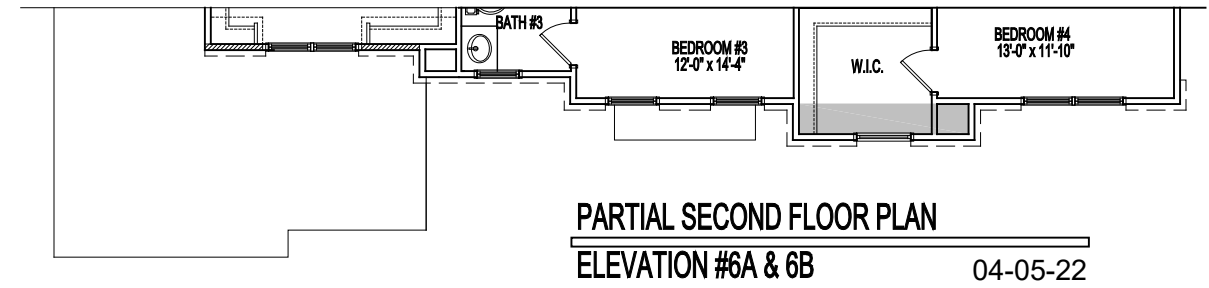 BATH #3
BEDROOM #3
12'-0" x 14'-4"
W.I.C.
BEDROOM #4
13'-0" x 11'-10"
PARTIAL SECOND FLOOR PLAN
ELEVATION #6A & 6B
04-05-22